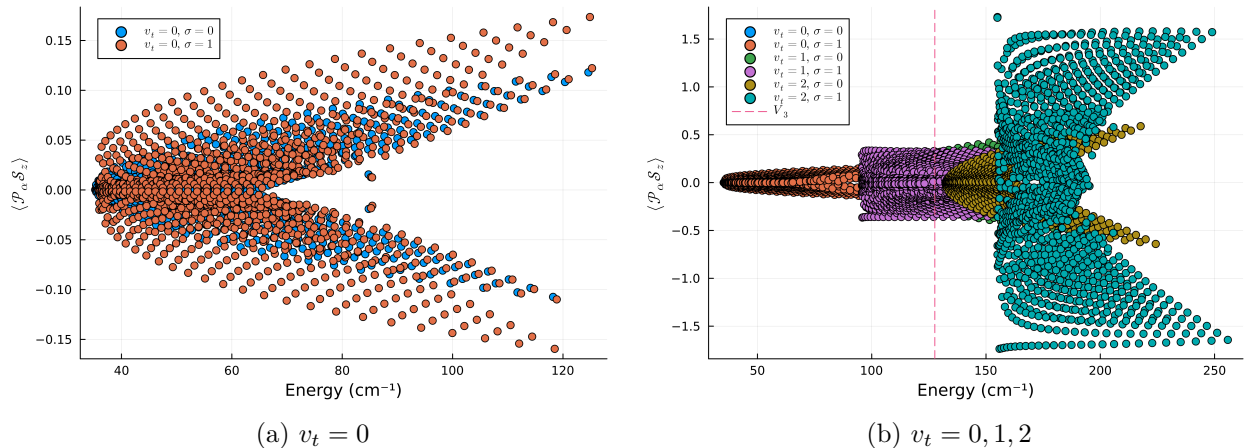 0.15
0.10
0.05
0.00
−0.05
−0.10
−0.15
⟨𝒫_α 𝒮_z⟩
v_t = 0, σ = 0
v_t = 0, σ = 1
40 60 80 100 120
Energy (cm⁻¹)
(a) v_t = 0
1.5
1.0
0.5
0.0
−0.5
−1.0
−1.5
⟨𝒫_α 𝒮_z⟩
v_t = 0, σ = 0
v_t = 0, σ = 1
v_t = 1, σ = 0
v_t = 1, σ = 1
v_t = 2, σ = 0
v_t = 2, σ = 1
V_3
50 100 150 200 250
Energy (cm⁻¹)
(b) v_t = 0, 1, 2